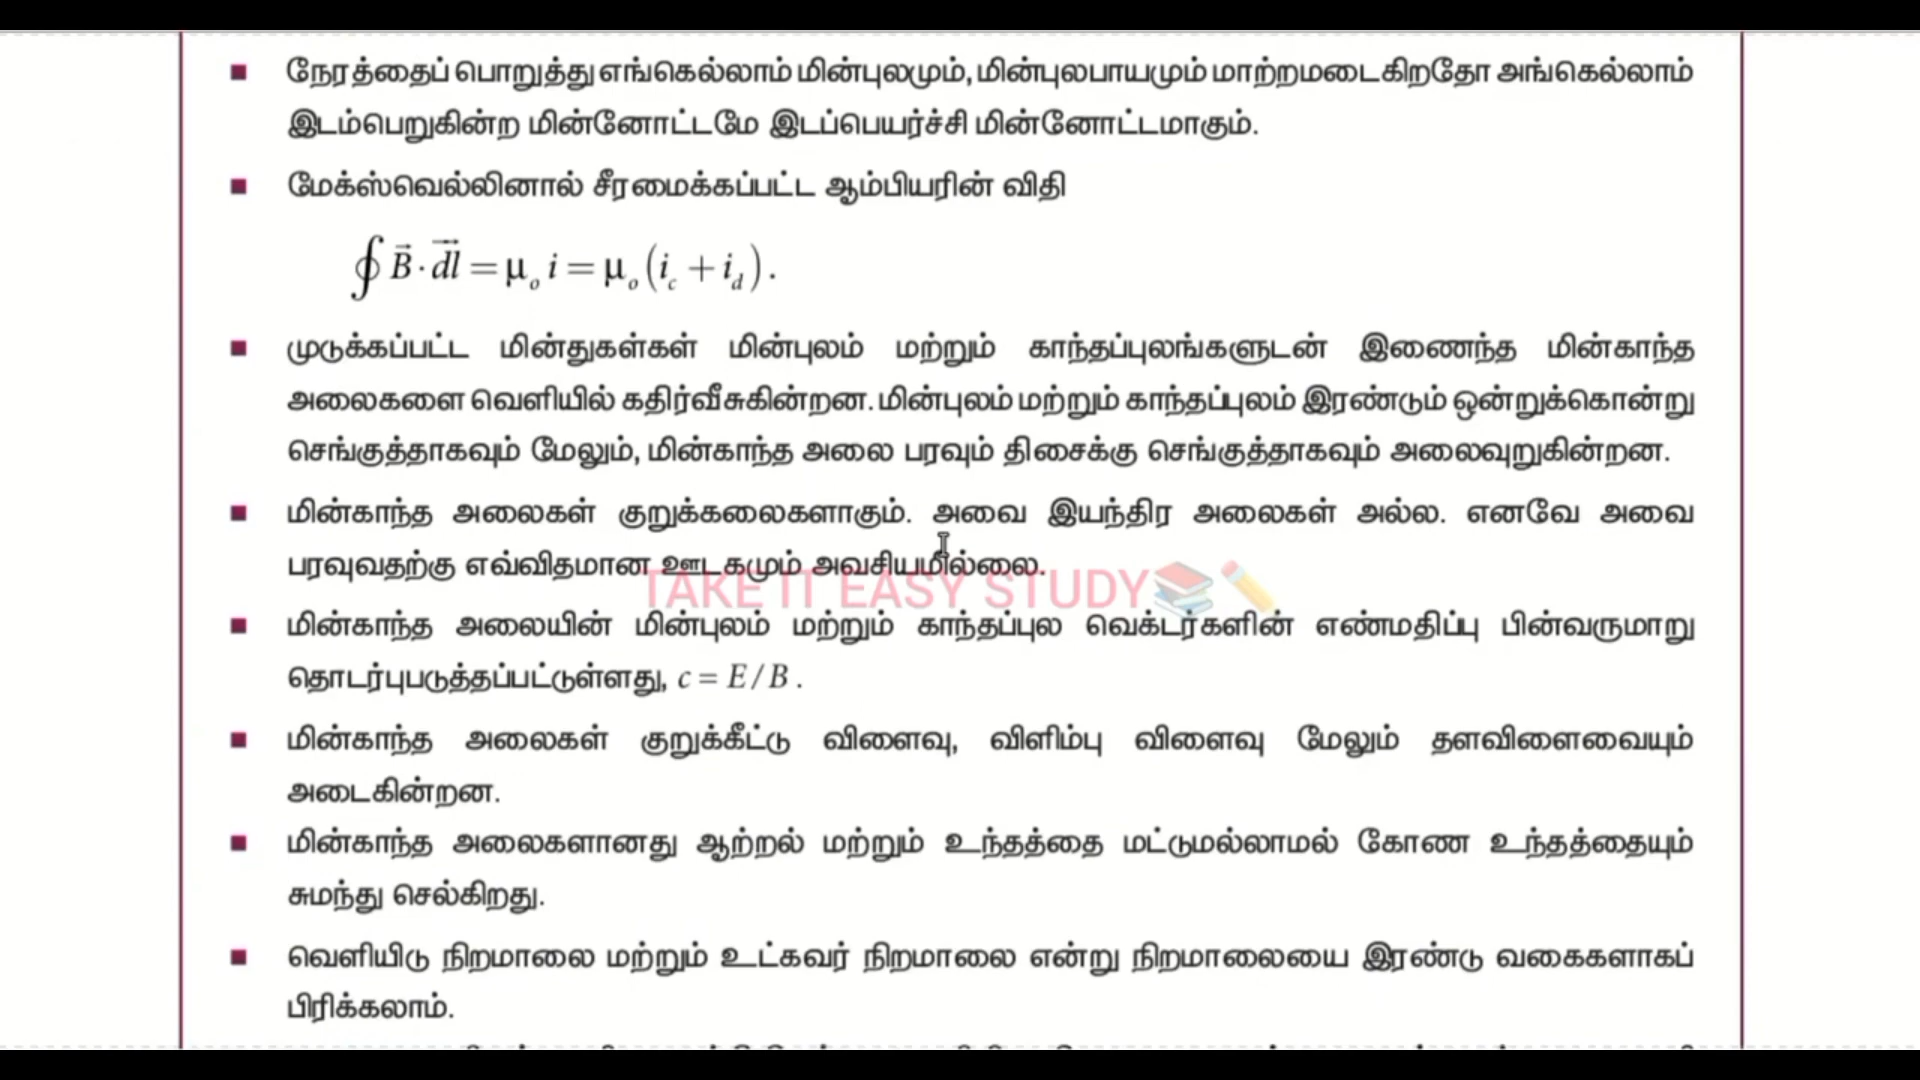 நேரத்தைப் பொறுத்து எங்கெல்லாம் மின்புலமும், மின்புலபாயமும் மாற்றமடைகிறதோ அங்கெல்லாம்
இடம்பெறுகின்ற மின்னோட்டமே இடப்பெயர்ச்சி மின்னோட்டமாகும்.
மேக்ஸ்வெல்லினால் சீரமைக்கப்பட்ட ஆம்பியரின் விதி
∮ B⃗ · dl⃗ = μₒ i = μₒ (i_c + i_d).
முடுக்கப்பட்ட மின்துகள்கள் மின்புலம் மற்றும் காந்தப்புலங்களுடன் இணைந்த மின்காந்த
அலைகளை வெளியில் கதிர்வீசுகின்றன. மின்புலம் மற்றும் காந்தப்புலம் இரண்டும் ஒன்றுக்கொன்று
செங்குத்தாகவும் மேலும், மின்காந்த அலை பரவும் திசைக்கு செங்குத்தாகவும் அலைவுறுகின்றன.
மின்காந்த அலைகள் குறுக்கலைகளாகும். அவை இயந்திர அலைகள் அல்ல. எனவே அவை
பரவுவதற்கு எவ்விதமான ஊடகமும் அவசியமில்லை.
TAKE IT EASY STUDY📚✏️
மின்காந்த அலையின் மின்புலம் மற்றும் காந்தப்புல வெக்டர்களின் எண்மதிப்பு பின்வருமாறு
தொடர்புபடுத்தப்பட்டுள்ளது, c = E / B .
மின்காந்த அலைகள் குறுக்கீட்டு விளைவு, விளிம்பு விளைவு மேலும் தளவிளைவையும்
அடைகின்றன.
மின்காந்த அலைகளானது ஆற்றல் மற்றும் உந்தத்தை மட்டுமல்லாமல் கோண உந்தத்தையும்
சுமந்து செல்கிறது.
வெளியிடு நிறமாலை மற்றும் உட்கவர் நிறமாலை என்று நிறமாலையை இரண்டு வகைகளாகப்
பிரிக்கலாம்.